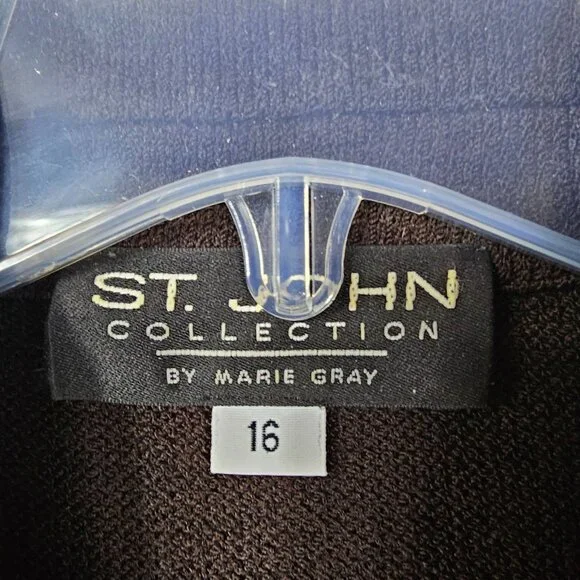 ST. JOHN
COLLECTION
BY MARIE GRAY
16